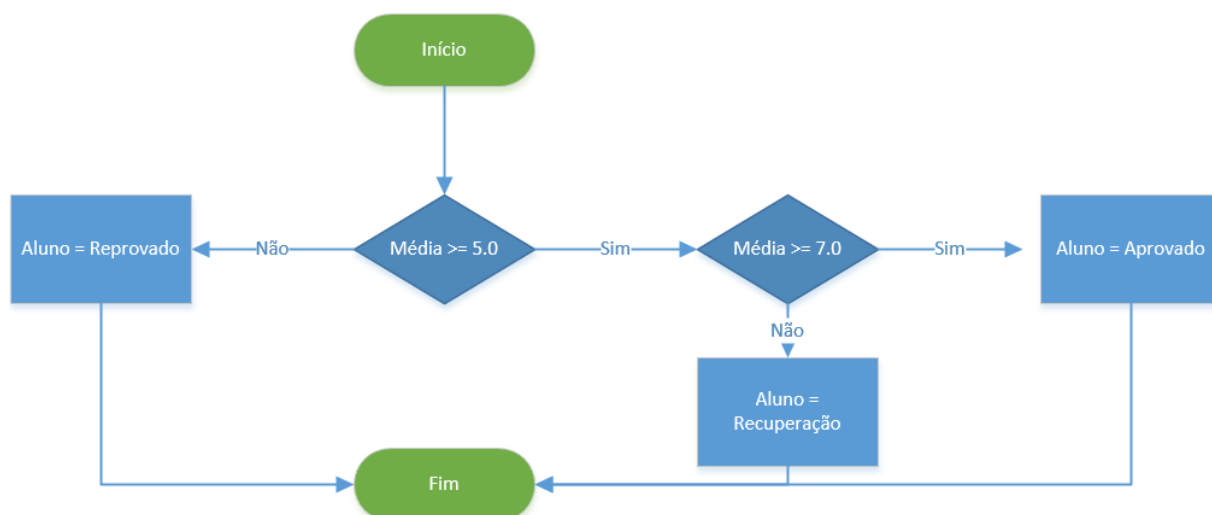 Início
Aluno = Reprovado
Não
Média >= 5.0
Sim
Média >= 7.0
Sim
Aluno = Aprovado
Não
Aluno =
Recuperação
Fim